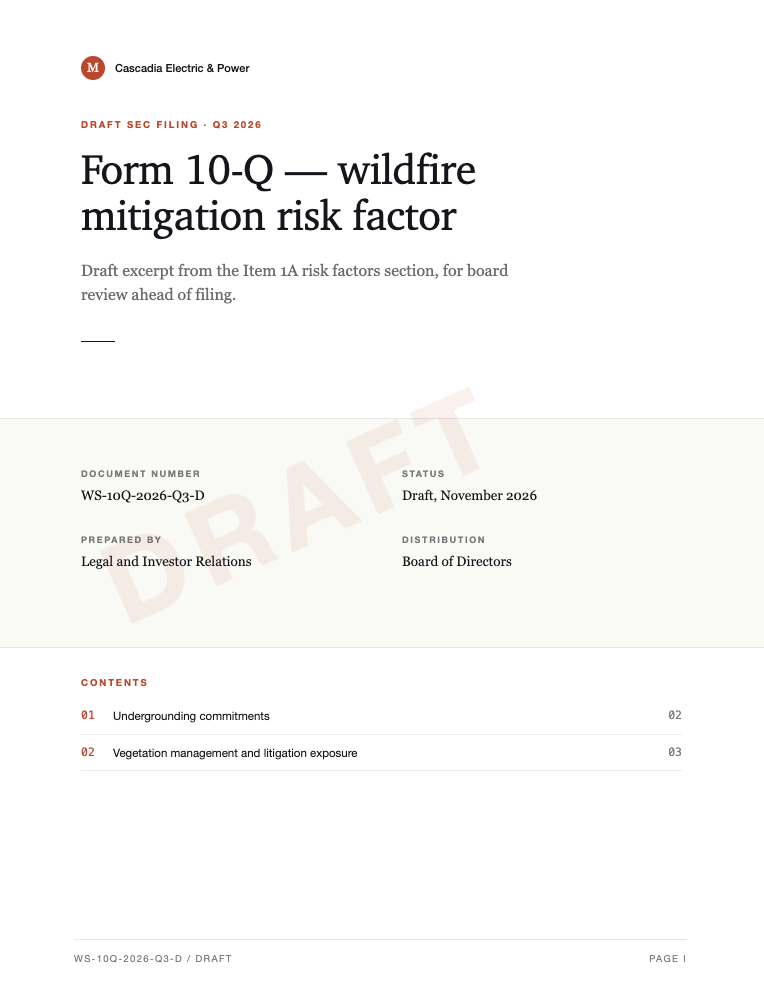 M
Cascadia Electric & Power
DRAFT SEC FILING · Q3 2026
Form 10-Q — wildfire
mitigation risk factor
Draft excerpt from the Item 1A risk factors section, for board
review ahead of filing.
DRAFT
DOCUMENT NUMBER
WS-10Q-2026-Q3-D
STATUS
Draft, November 2026
PREPARED BY
Legal and Investor Relations
DISTRIBUTION
Board of Directors
CONTENTS
01 Undergrounding commitments 02
02 Vegetation management and litigation exposure 03
WS-10Q-2026-Q3-D / DRAFT
PAGE I